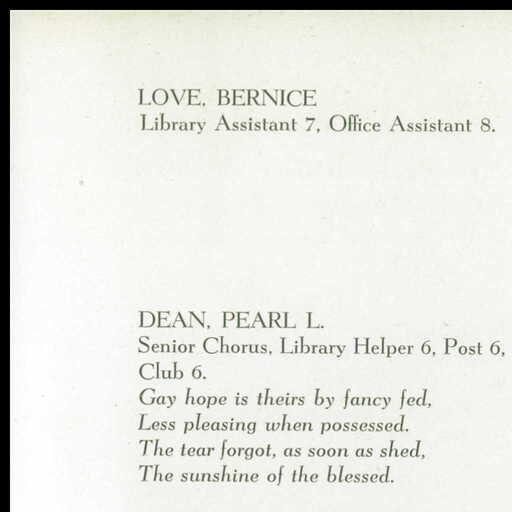 LOVE, BERNICE
Library Assistant 7, Office Assistant 8.
DEAN, PEARL L.
Senior Chorus, Library Helper 6, Post 6,
Club 6.
Gay hope is theirs by fancy fed,
Less pleasing when possessed.
The tear forgot, as soon as shed,
The sunshine of the blessed.